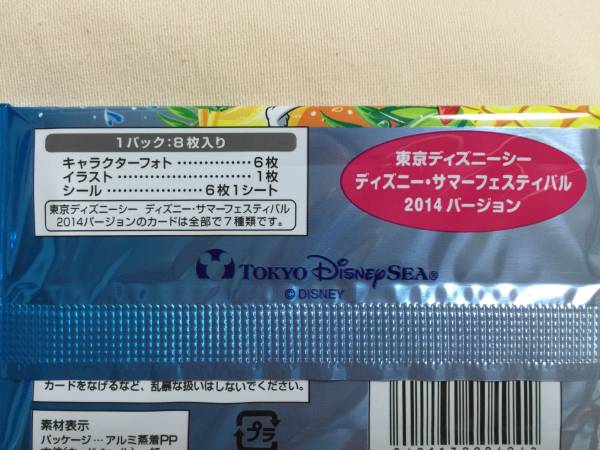 1パック:8枚入り
キャラクターフォト……………6枚
イラスト…………………1枚
シール………………6枚1シート
東京ディズニーシー ディズニー・サマーフェスティバル
2014バージョンのカードは全部で7種類です。
東京ディズニーシー
ディズニー・サマーフェスティバル
2014バージョン
TOKYO DISNEYSEA®
© DISNEY
カードをなげるなど、乱暴な扱いはしないでください。
素材表示
パッケージ…アルミ蒸着PP
プラ